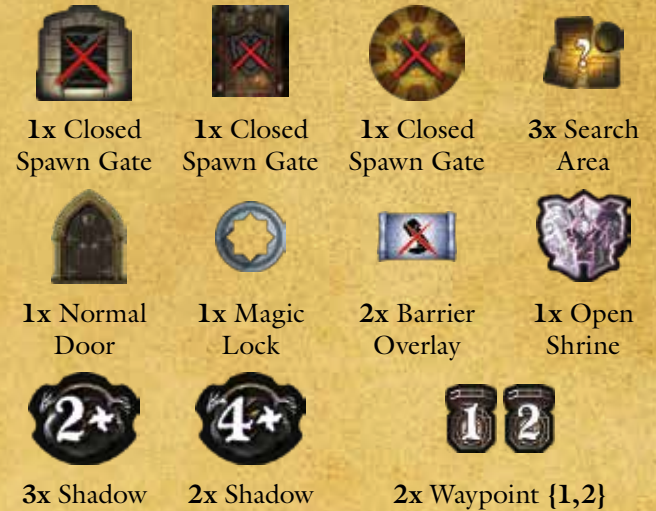 ?
1x Closed
Spawn Gate
1x Closed
Spawn Gate
1x Closed
Spawn Gate
3x Search
Area
1x Normal
Door
1x Magic
Lock
2x Barrier
Overlay
1x Open
Shrine
2+
4+
1 2
3x Shadow
2x Shadow
2x Waypoint {1,2}